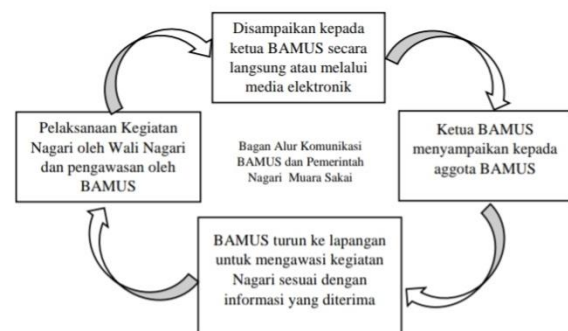 Disampaikan kepada
ketua BAMUS secara
langsung atau melalui
media elektronik
Pelaksanaan Kegiatan
Nagari oleh Wali Nagari
dan pengawasan oleh
BAMUS
Bagan Alur Komunikasi
BAMUS dan Pemerintah
Nagari Muara Sakai
Ketua BAMUS
menyampaikan kepada
aggota BAMUS
BAMUS turun ke lapangan
untuk mengawasi kegiatan
Nagari sesuai dengan
informasi yang diterima